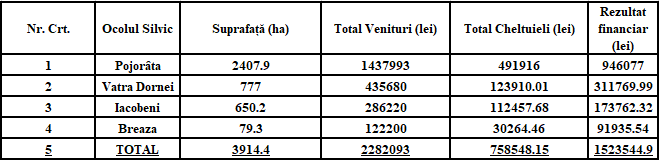 Nr. Crt. Ocolul Silvic Suprafață (ha) Total Venituri (lei) Total Cheltuieli (lei) Rezultat financiar (lei)
1 Pojorâta 2407.9 1437993 491916 946077
2 Vatra Dornei 777 435680 123910.01 311769.99
3 Iacobeni 650.2 286220 112457.68 173762.32
4 Breaza 79.3 122200 30264.46 91935.54
5 TOTAL 3914.4 2282093 758548.15 1523544.9